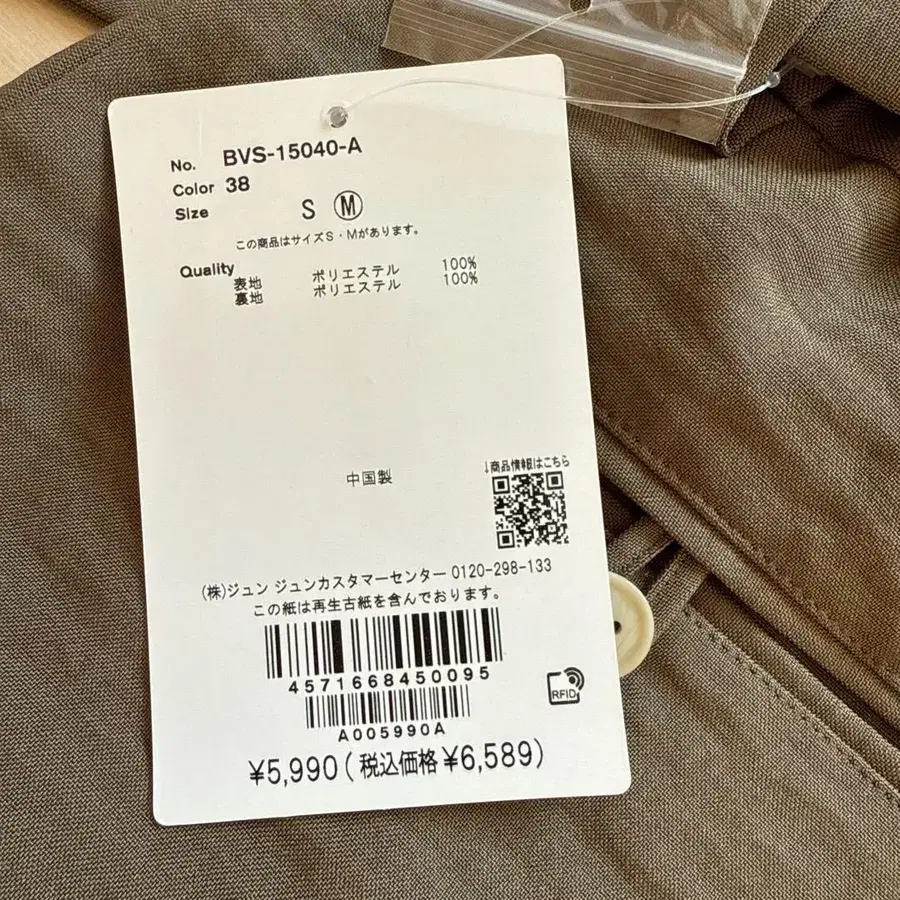 No. BVS-15040-A
Color 38
Size S Ⓜ
この商品はサイズS・Mがあります。
Quality
表地 ポリエステル 100%
裏地 ポリエステル 100%
中国製
↓商品情報はこちら
(株)ジュン ジュンカスタマーセンター 0120-298-133
この紙は再生古紙を含んでおります。
4571668450095
RFID
A005990A
¥5,990(税込価格¥6,589)